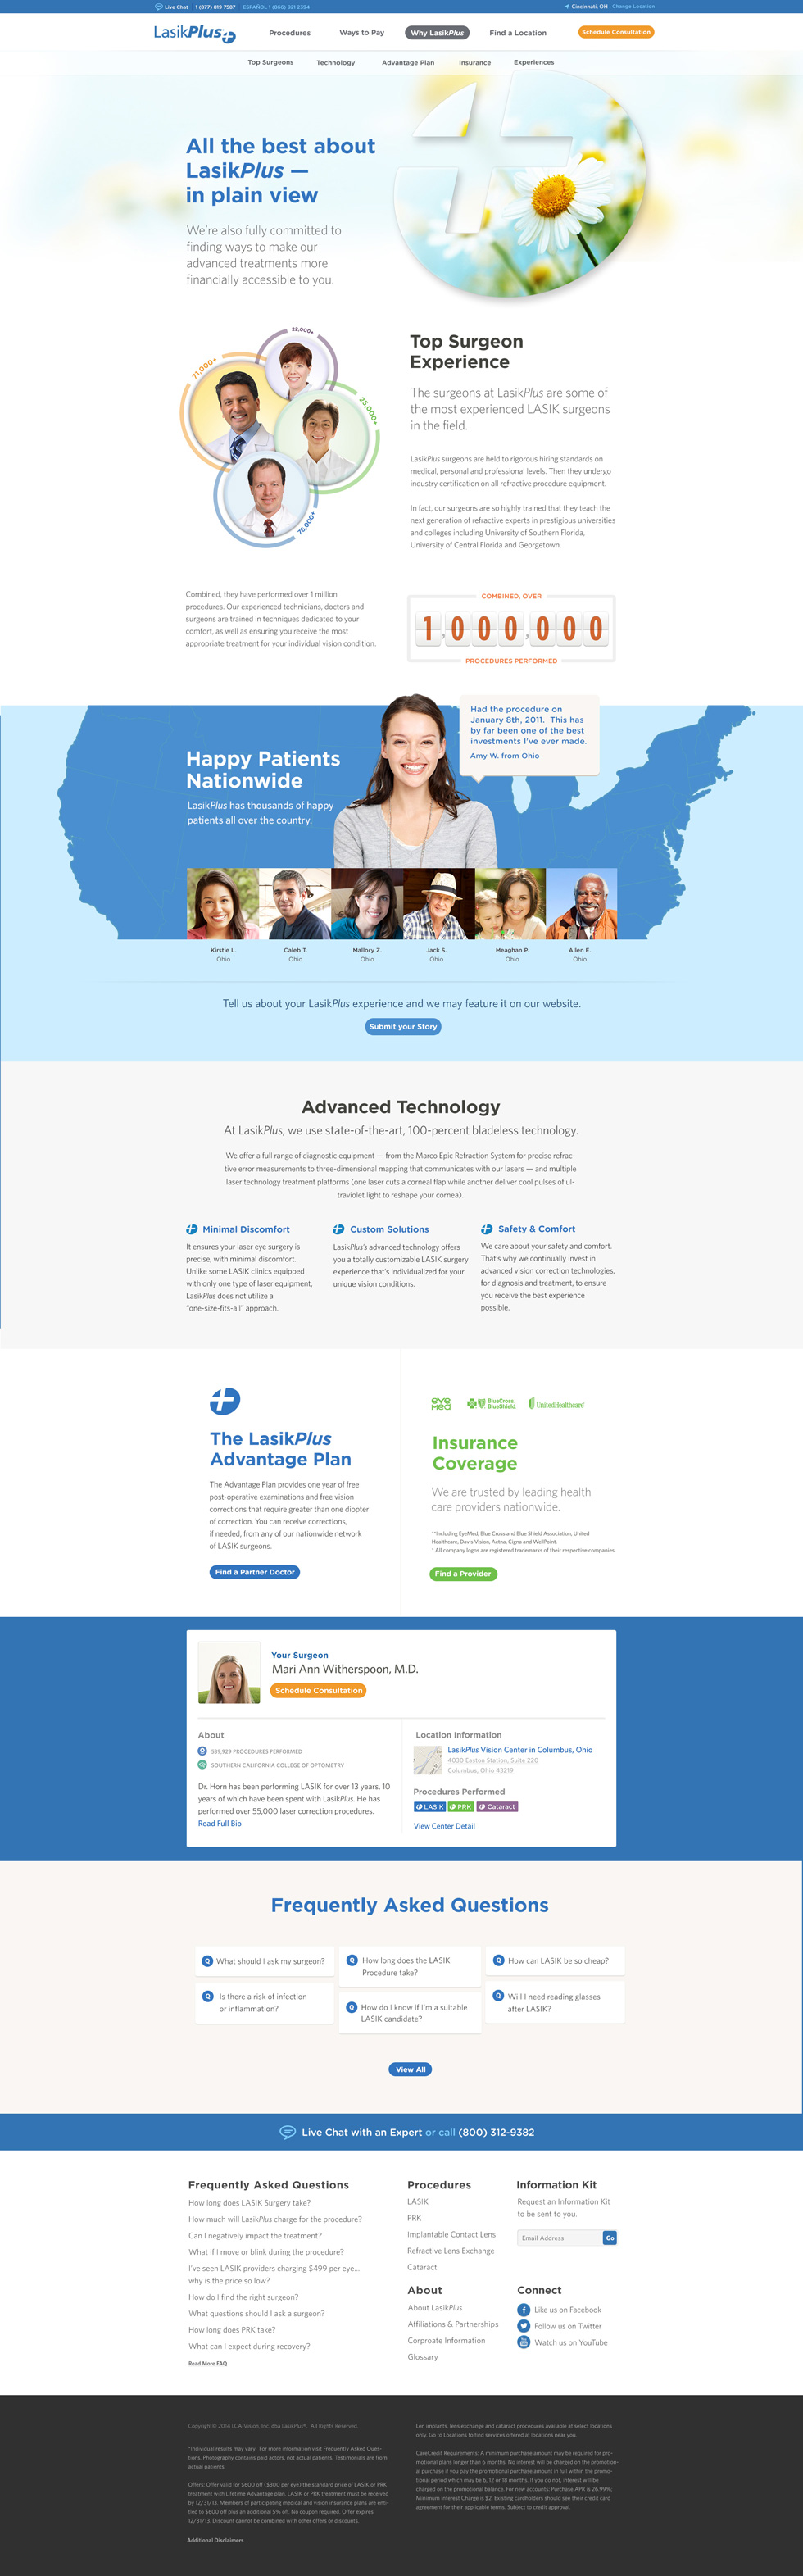 Live Chat 1 (877) 819 7587 ESPAÑOL 1 (866) 921 2394
Cincinnati, OH Change Location
LasikPlus
Procedures Ways to Pay Why LasikPlus Find a Location Schedule Consultation
Top Surgeons Technology Advantage Plan Insurance Experiences
All the best about
LasikPlus —
in plain view
We're also fully committed to
finding ways to make our
advanced treatments more
financially accessible to you.
22,000+
71,000+
25,000+
76,000+
Top Surgeon
Experience
The surgeons at LasikPlus are some of
the most experienced LASIK surgeons
in the field.
LasikPlus surgeons are held to rigorous hiring standards on
medical, personal and professional levels. Then they undergo
industry certification on all refractive procedure equipment.
In fact, our surgeons are so highly trained that they teach the
next generation of refractive experts in prestigious universities
and colleges including University of Southern Florida,
University of Central Florida and Georgetown.
Combined, they have performed over 1 million
procedures. Our experienced technicians, doctors and
surgeons are trained in techniques dedicated to your
comfort, as well as ensuring you receive the most
appropriate treatment for your individual vision condition.
COMBINED, OVER
1,000,000
PROCEDURES PERFORMED
Had the procedure on
January 8th, 2011. This has
by far been one of the best
investments I've ever made.
Amy W. from Ohio
Happy Patients
Nationwide
LasikPlus has thousands of happy
patients all over the country.
Kirstie L. Caleb T. Mallory Z. Jack S. Meaghan P. Allen E.
Ohio Ohio Ohio Ohio Ohio Ohio
Tell us about your LasikPlus experience and we may feature it on our website.
Submit your Story
Advanced Technology
At LasikPlus, we use state-of-the-art, 100-percent bladeless technology.
We offer a full range of diagnostic equipment — from the Marco Epic Refraction System for precise refrac-
tive error measurements to three-dimensional mapping that communicates with our lasers — and multiple
laser technology treatment platforms (one laser cuts a corneal flap while another deliver cool pulses of ul-
traviolet light to reshape your cornea).
Minimal Discomfort
It ensures your laser eye surgery is
precise, with minimal discomfort.
Unlike some LASIK clinics equipped
with only one type of laser equipment,
LasikPlus does not utilize a
"one-size-fits-all" approach.
Custom Solutions
LasikPlus's advanced technology offers
you a totally customizable LASIK surgery
experience that's individualized for your
unique vision conditions.
Safety & Comfort
We care about your safety and comfort.
That's why we continually invest in
advanced vision correction technologies,
for diagnosis and treatment, to ensure
you receive the best experience
possible.
The LasikPlus
Advantage Plan
The Advantage Plan provides one year of free
post-operative examinations and free vision
corrections that require greater than one diopter
of correction. You can receive corrections,
if needed, from any of our nationwide network
of LASIK surgeons.
Find a Partner Doctor
eye Med BlueCross BlueShield UnitedHealthcare
Insurance
Coverage
We are trusted by leading health
care providers nationwide.
**Including EyeMed, Blue Cross and Blue Shield Association, United
Healthcare, Davis Vision, Aetna, Cigna and WellPoint.
* All company logos are registered trademarks of their respective companies.
Find a Provider
Your Surgeon
Mari Ann Witherspoon, M.D.
Schedule Consultation
About
539,929 PROCEDURES PERFORMED
SOUTHERN CALIFORNIA COLLEGE OF OPTOMETRY
Dr. Horn has been performing LASIK for over 13 years, 10
years of which have been spent with LasikPlus. He has
performed over 55,000 laser correction procedures.
Read Full Bio
Location Information
LasikPlus Vision Center in Columbus, Ohio
4030 Easton Station, Suite 220
Columbus, Ohio 43219
Procedures Performed
LASIK PRK Cataract
View Center Detail
Frequently Asked Questions
Q What should I ask my surgeon?
Q How long does the LASIK
Procedure take?
Q How can LASIK be so cheap?
Q Is there a risk of infection
or inflammation?
Q How do I know if I'm a suitable
LASIK candidate?
Q Will I need reading glasses
after LASIK?
View All
Live Chat with an Expert or call (800) 312-9382
Frequently Asked Questions
How long does LASIK Surgery take?
How much will LasikPlus charge for the procedure?
Can I negatively impact the treatment?
What if I move or blink during the procedure?
I've seen LASIK providers charging $499 per eye...
why is the price so low?
How do I find the right surgeon?
What questions should I ask a surgeon?
How long does PRK take?
What can I expect during recovery?
Read More FAQ
Procedures
LASIK
PRK
Implantable Contact Lens
Refractive Lens Exchange
Cataract
About
About LasikPlus
Affiliations & Partnerships
Corproate Information
Glossary
Information Kit
Request an Information Kit
to be sent to you.
Email Address Go
Connect
Like us on Facebook
Follow us on Twitter
Watch us on YouTube
Copyright© 2014 LCA-Vision, Inc. dba LasikPlus®. All Rights Reserved.
*Individual results may vary. For more information visit Frequently Asked Ques-
tions. Photography contains paid actors, not actual patients. Testimonials are from
actual patients.
Offers: Offer valid for $600 off ($300 per eye) the standard price of LASIK or PRK
treatment with Lifetime Advantage plan. LASIK or PRK treatment must be received
by 12/31/13. Members of participating medical and vision insurance plans are enti-
tled to $600 off plus an additional 5% off. No coupon required. Offer expires
12/31/13. Discount cannot be combined with other offers or discounts.
Additional Disclaimers
Len implants, lens exchange and cataract procedures available at select locations
only. Go to Locations to find services offered at locations near you.
CareCredit Requirements: A minimum purchase amount may be required for pro-
motional plans longer than 6 months. No interest will be charged on the promotion-
al purchase if you pay the promotional purchase amount in full within the promo-
tional period which may be 6, 12 or 18 months. If you do not, interest will be
charged on the promotional balance. For new accounts: Purchase APR is 26.99%;
Minimum Interest Charge is $2. Existing cardholders should see their credit card
agreement for their applicable terms. Subject to credit approval.